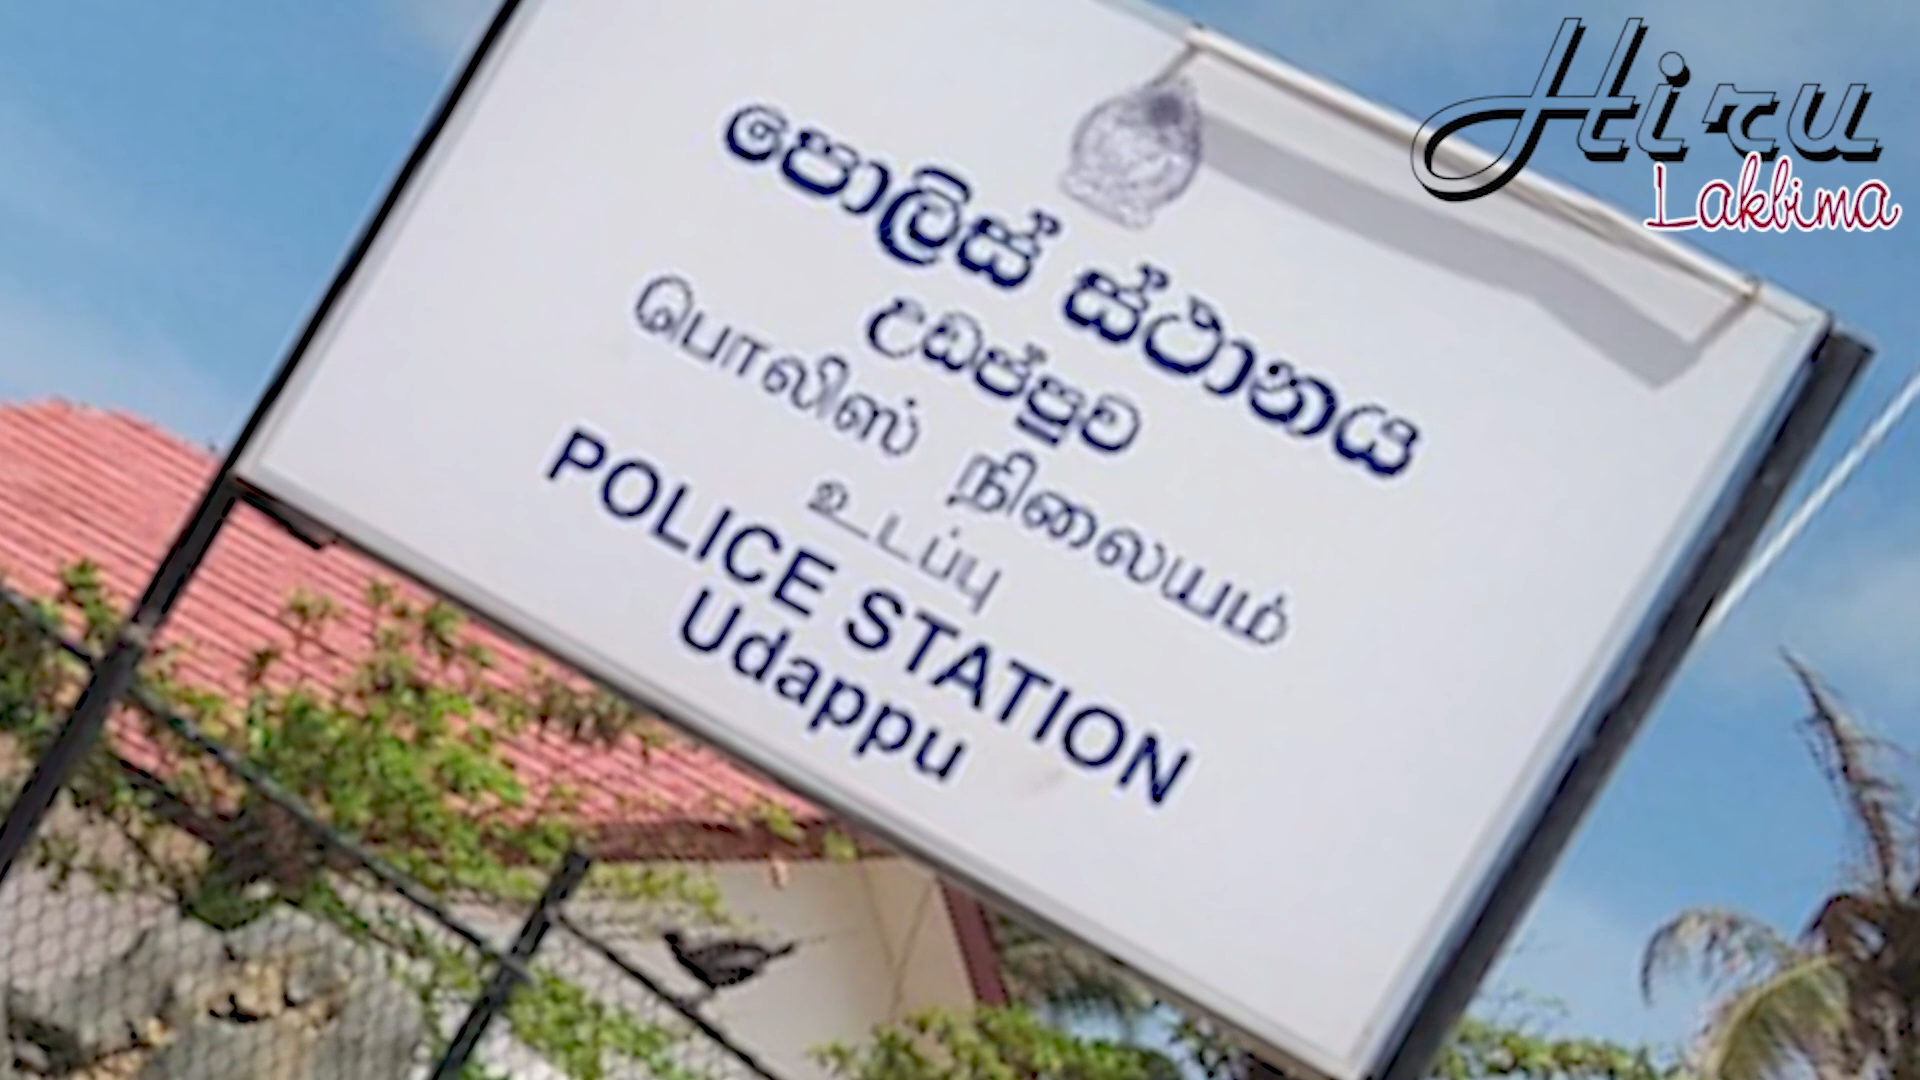 පොලිස් ස්ථානය
උඩප්පුව
பொலிஸ் நிலையம்
உடப்பு
POLICE STATION
Udappu
Hiru
Lakbima